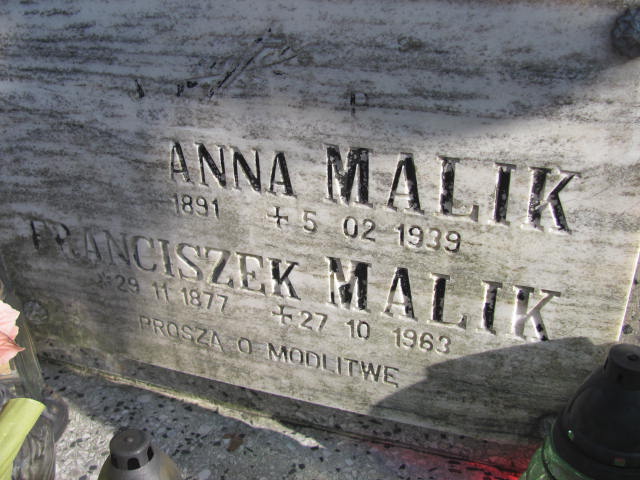 P
ANNA MALIK
1891 +5 02 1939
FRANCISZEK MALIK
*29 11 1877 +27 10 1963
PROSZĄ O MODLITWĘ